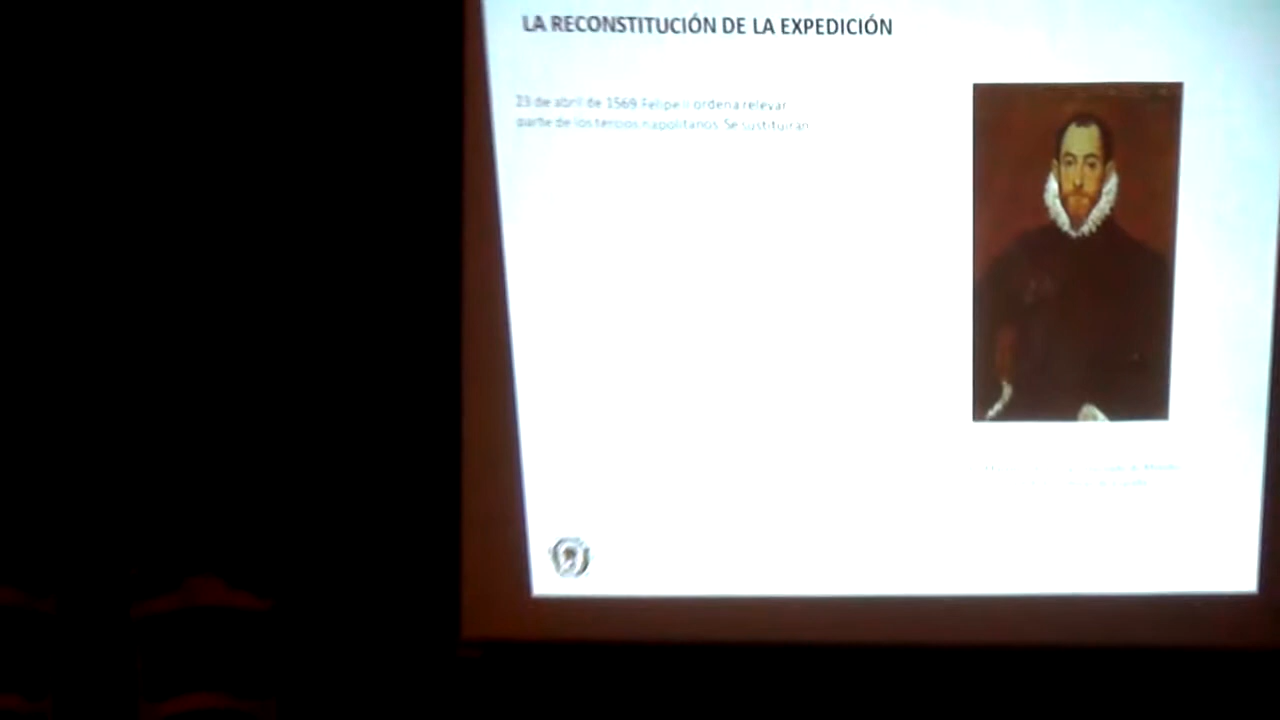 LA RECONSTITUCIÓN DE LA EXPEDICIÓN
23 de abril de 1569 Felipe II ordena relevar
parte de los tercios napolitanos. Se sustituirán